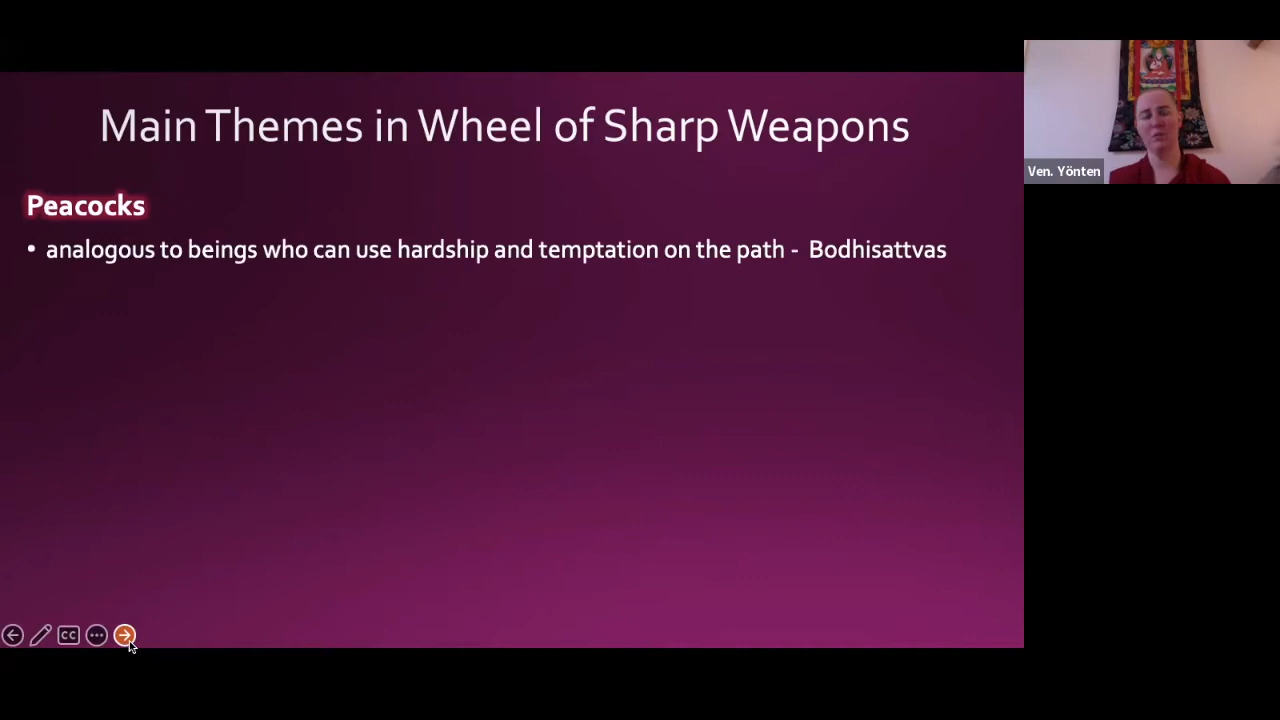 Main Themes in Wheel of Sharp Weapons
Peacocks
• analogous to beings who can use hardship and temptation on the path - Bodhisattvas
Ven. Yönten
CC